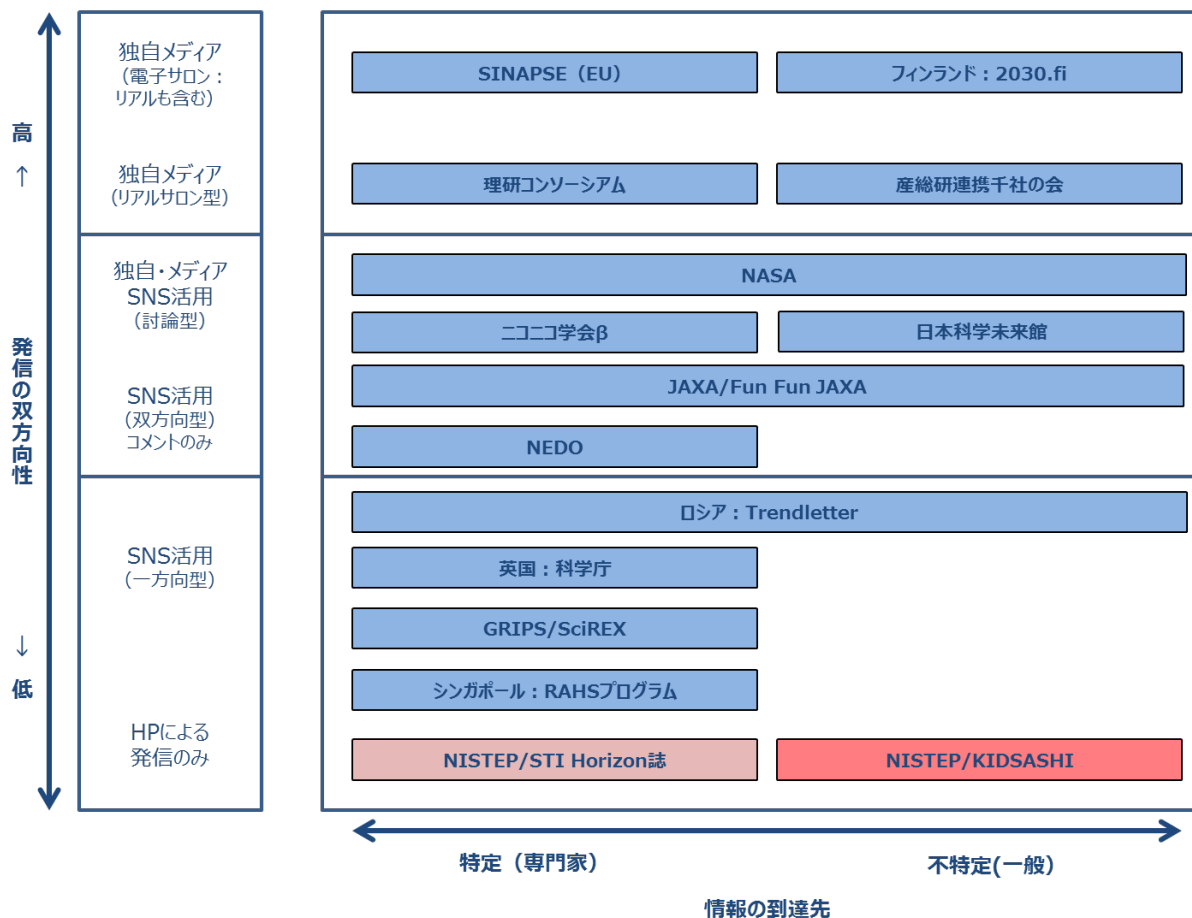 独自メディア
（電子サロン：
リアルも含む）
SINAPSE（EU）
フィンランド：2030.fi
高
↑
独自メディア
（リアルサロン型）
理研コンソーシアム
産総研連携千社の会
独自・メディア
SNS活用
（討論型）
NASA
ニコニコ学会β
日本科学未来館
発信の双方向性
SNS活用
（双方向型）
コメントのみ
JAXA/Fun Fun JAXA
NEDO
ロシア：Trendletter
SNS活用
（一方向型）
英国：科学庁
GRIPS/SciREX
↓
低
シンガポール：RAHSプログラム
HPによる
発信のみ
NISTEP/STI Horizon誌
NISTEP/KIDSASHI
特定（専門家）
不特定(一般）
情報の到達先